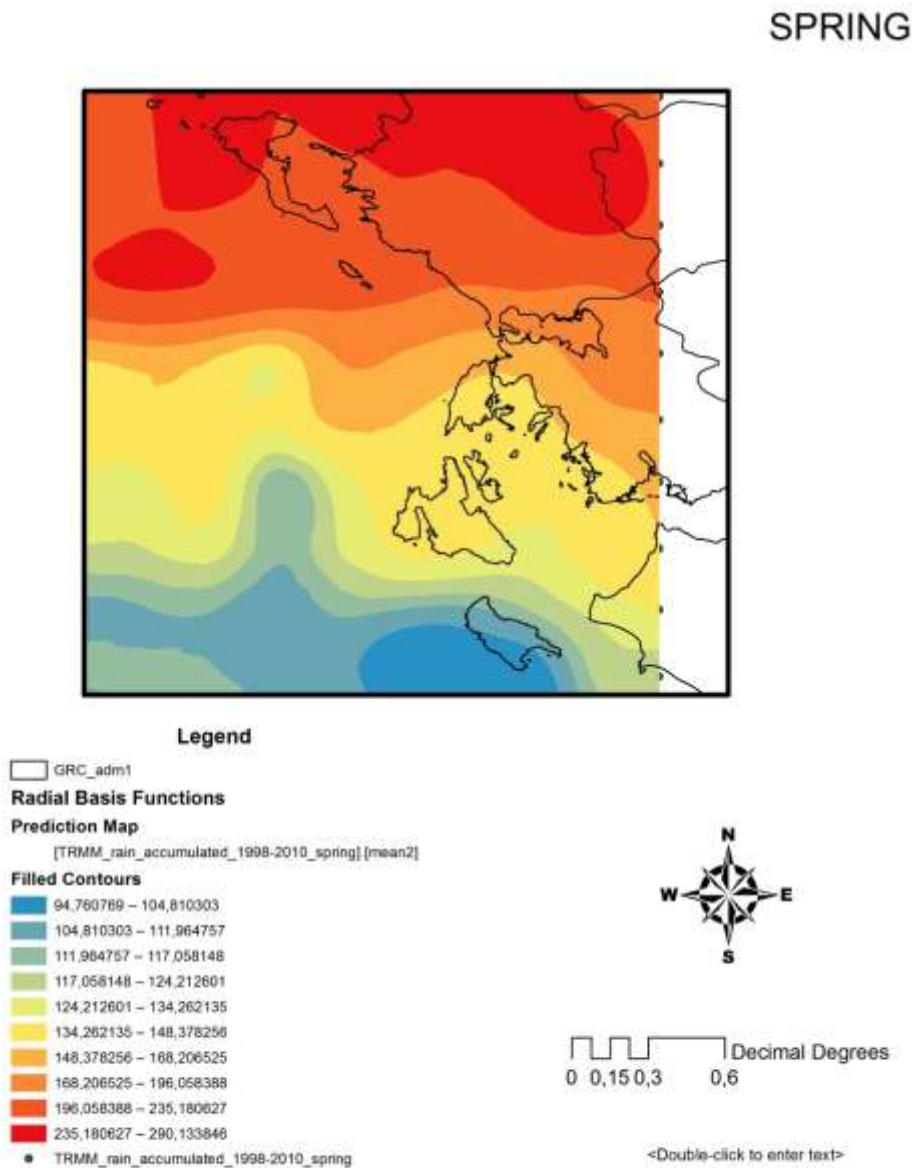 SPRING
Legend
GRC_adm1
Radial Basis Functions
Prediction Map
[TRMM_rain_accumulated_1998-2010_spring].[mean2]
Filled Contours
94,760769 – 104,810303
104,810303 – 111,964757
111,964757 – 117,058148
117,058148 – 124,212601
124,212601 – 134,262135
134,262135 – 148,378256
148,378256 – 168,206525
168,206525 – 196,058388
196,058388 – 235,180627
235,180627 – 290,133846
TRMM_rain_accumulated_1998-2010_spring
N
W E
S
Decimal Degrees
0 0,15 0,3 0,6
<Double-click to enter text>